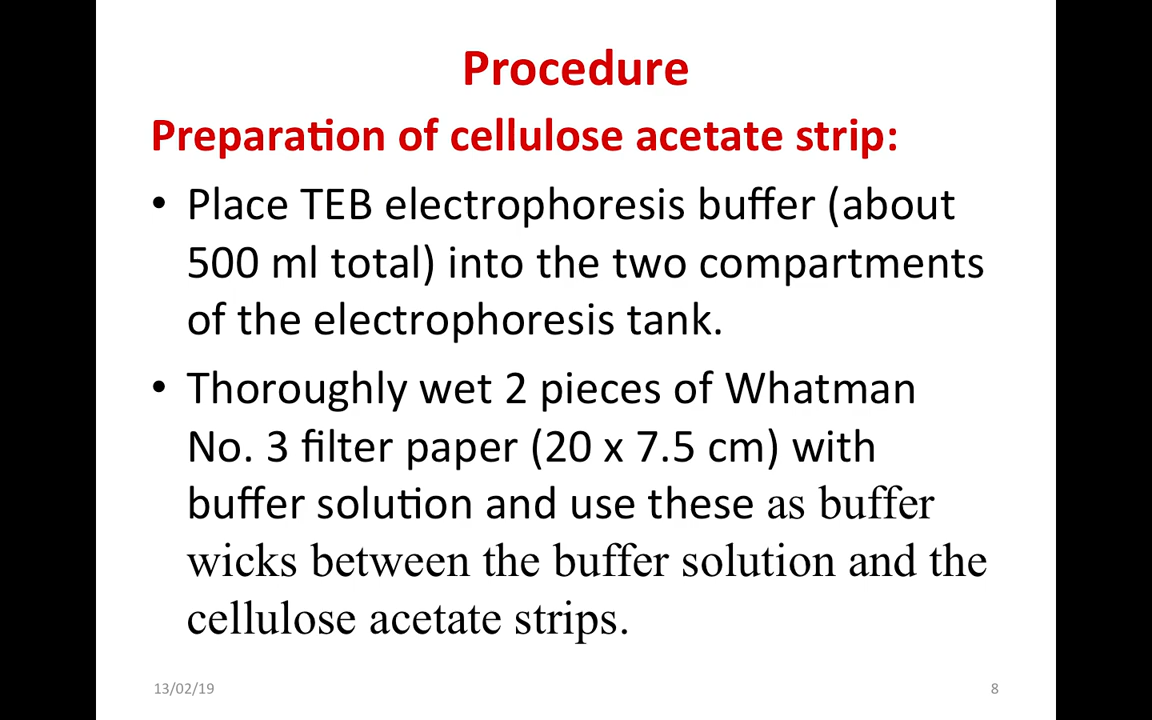 Procedure
Preparation of cellulose acetate strip:
• Place TEB electrophoresis buffer (about
500 ml total) into the two compartments
of the electrophoresis tank.
• Thoroughly wet 2 pieces of Whatman
No. 3 filter paper (20 x 7.5 cm) with
buffer solution and use these as buffer
wicks between the buffer solution and the
cellulose acetate strips.
13/02/19
8